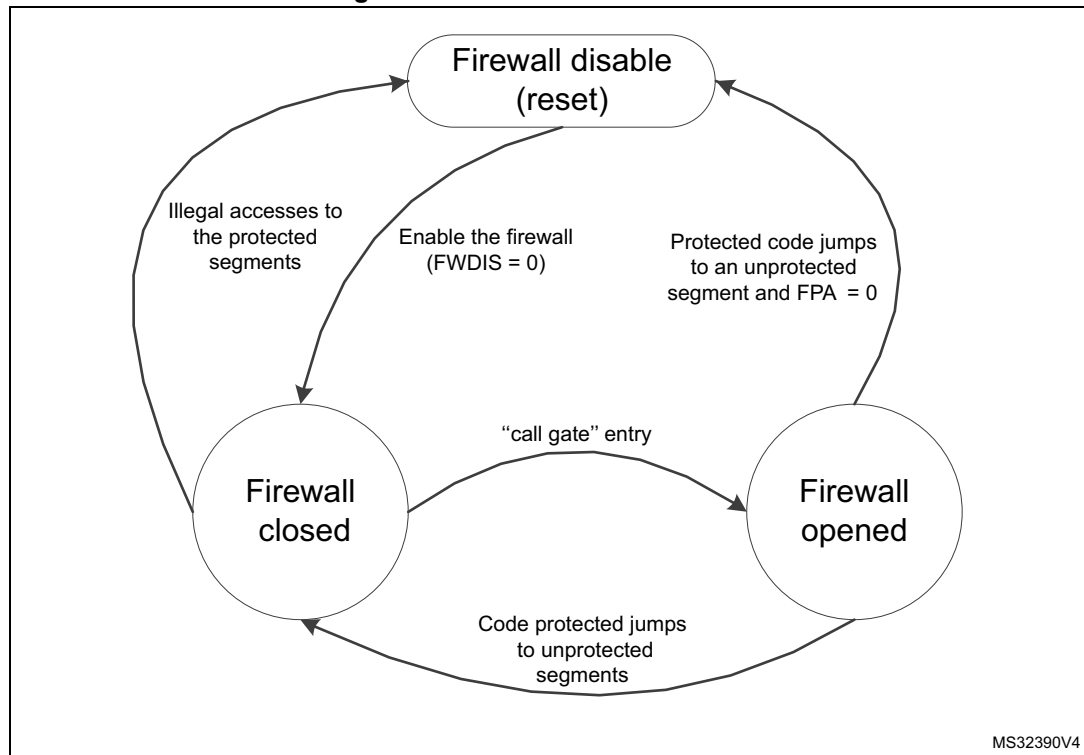 Firewall disable
(reset)
Illegal accesses to
the protected
segments
Enable the firewall
(FWDIS = 0)
Protected code jumps
to an unprotected
segment and FPA  = 0
‘‘call gate’’ entry
Firewall
closed
Firewall
opened
Code protected jumps
to unprotected
segments
MS32390V4